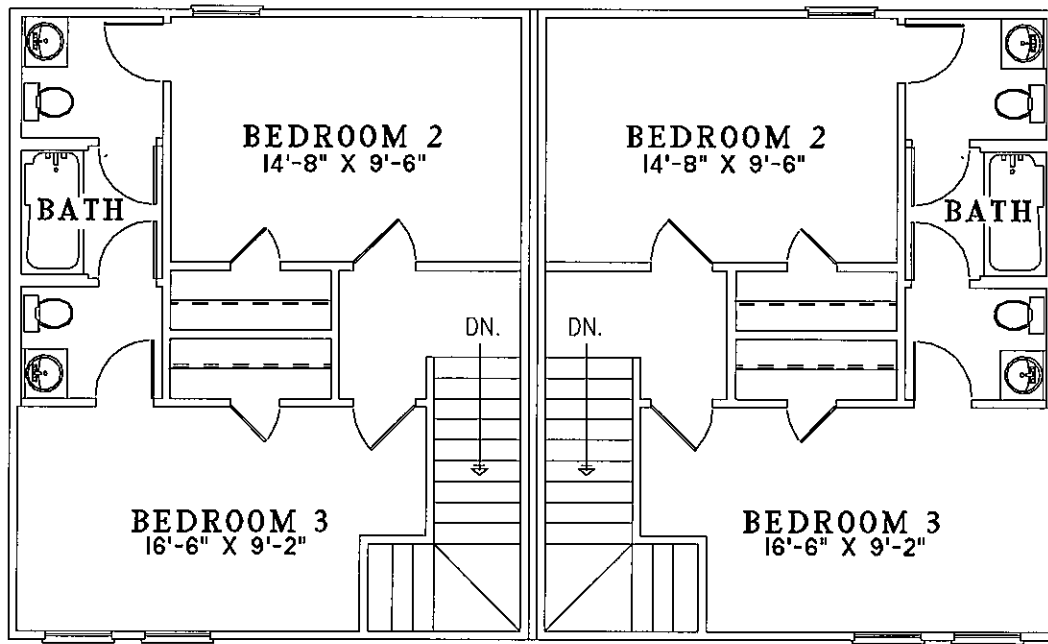 BEDROOM 2
14'-8" X 9'-6"
BEDROOM 2
14'-8" X 9'-6"
BATH
BATH
DN.
DN.
BEDROOM 3
16'-6" X 9'-2"
BEDROOM 3
16'-6" X 9'-2"